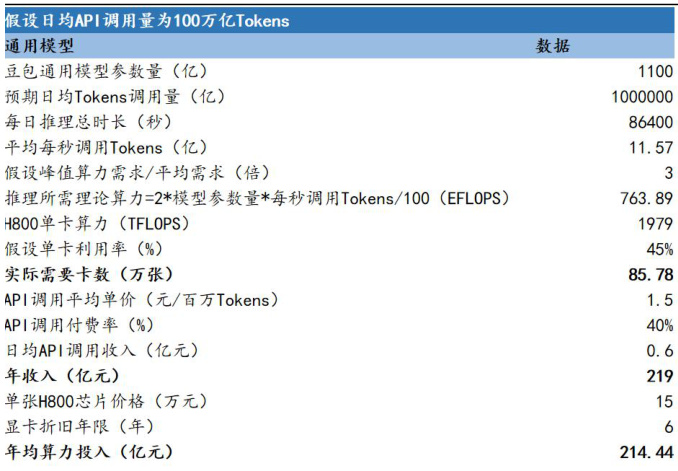 假设日均API调用量为100万亿Tokens
通用模型 数据
豆包通用模型参数量（亿） 1100
预期日均Tokens调用量（亿） 1000000
每日推理总时长（秒） 86400
平均每秒调用Tokens（亿） 11.57
假设峰值算力需求/平均需求（倍） 3
推理所需理论算力=2*模型参数量*每秒调用Tokens/100（EFLOPS） 763.89
H800单卡算力（TFLOPS） 1979
假设单卡利用率（%） 45%
实际需要卡数（万张） 85.78
API调用平均单价（元/百万Tokens） 1.5
API调用付费率（%） 40%
日均API调用收入（亿元） 0.6
年收入（亿元） 219
单张H800芯片价格（万元） 15
显卡折旧年限（年） 6
年均算力投入（亿元） 214.44